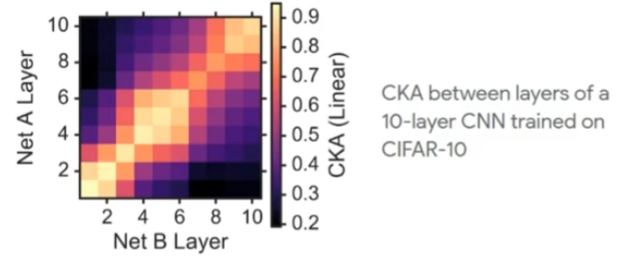 10
8
6
4
2
Net A Layer
2 4 6 8 10
Net B Layer
0.9
0.8
0.7
0.6
0.5
0.4
0.3
0.2
CKA (Linear)
CKA between layers of a
10-layer CNN trained on
CIFAR-10